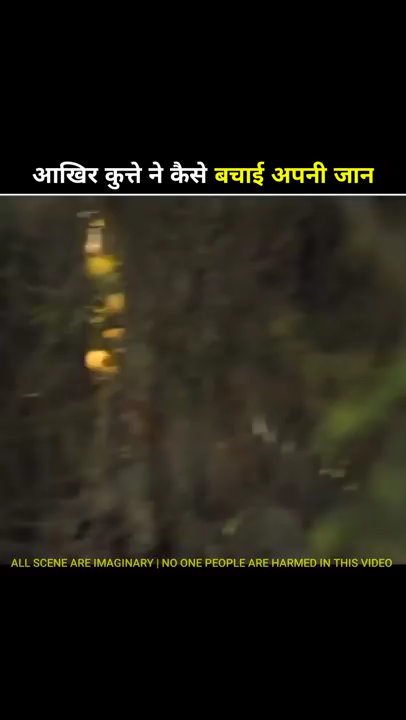 आखिर कुत्ते ने कैसे बचाई अपनी जान
ALL SCENE ARE IMAGINARY | NO ONE PEOPLE ARE HARMED IN THIS VIDEO